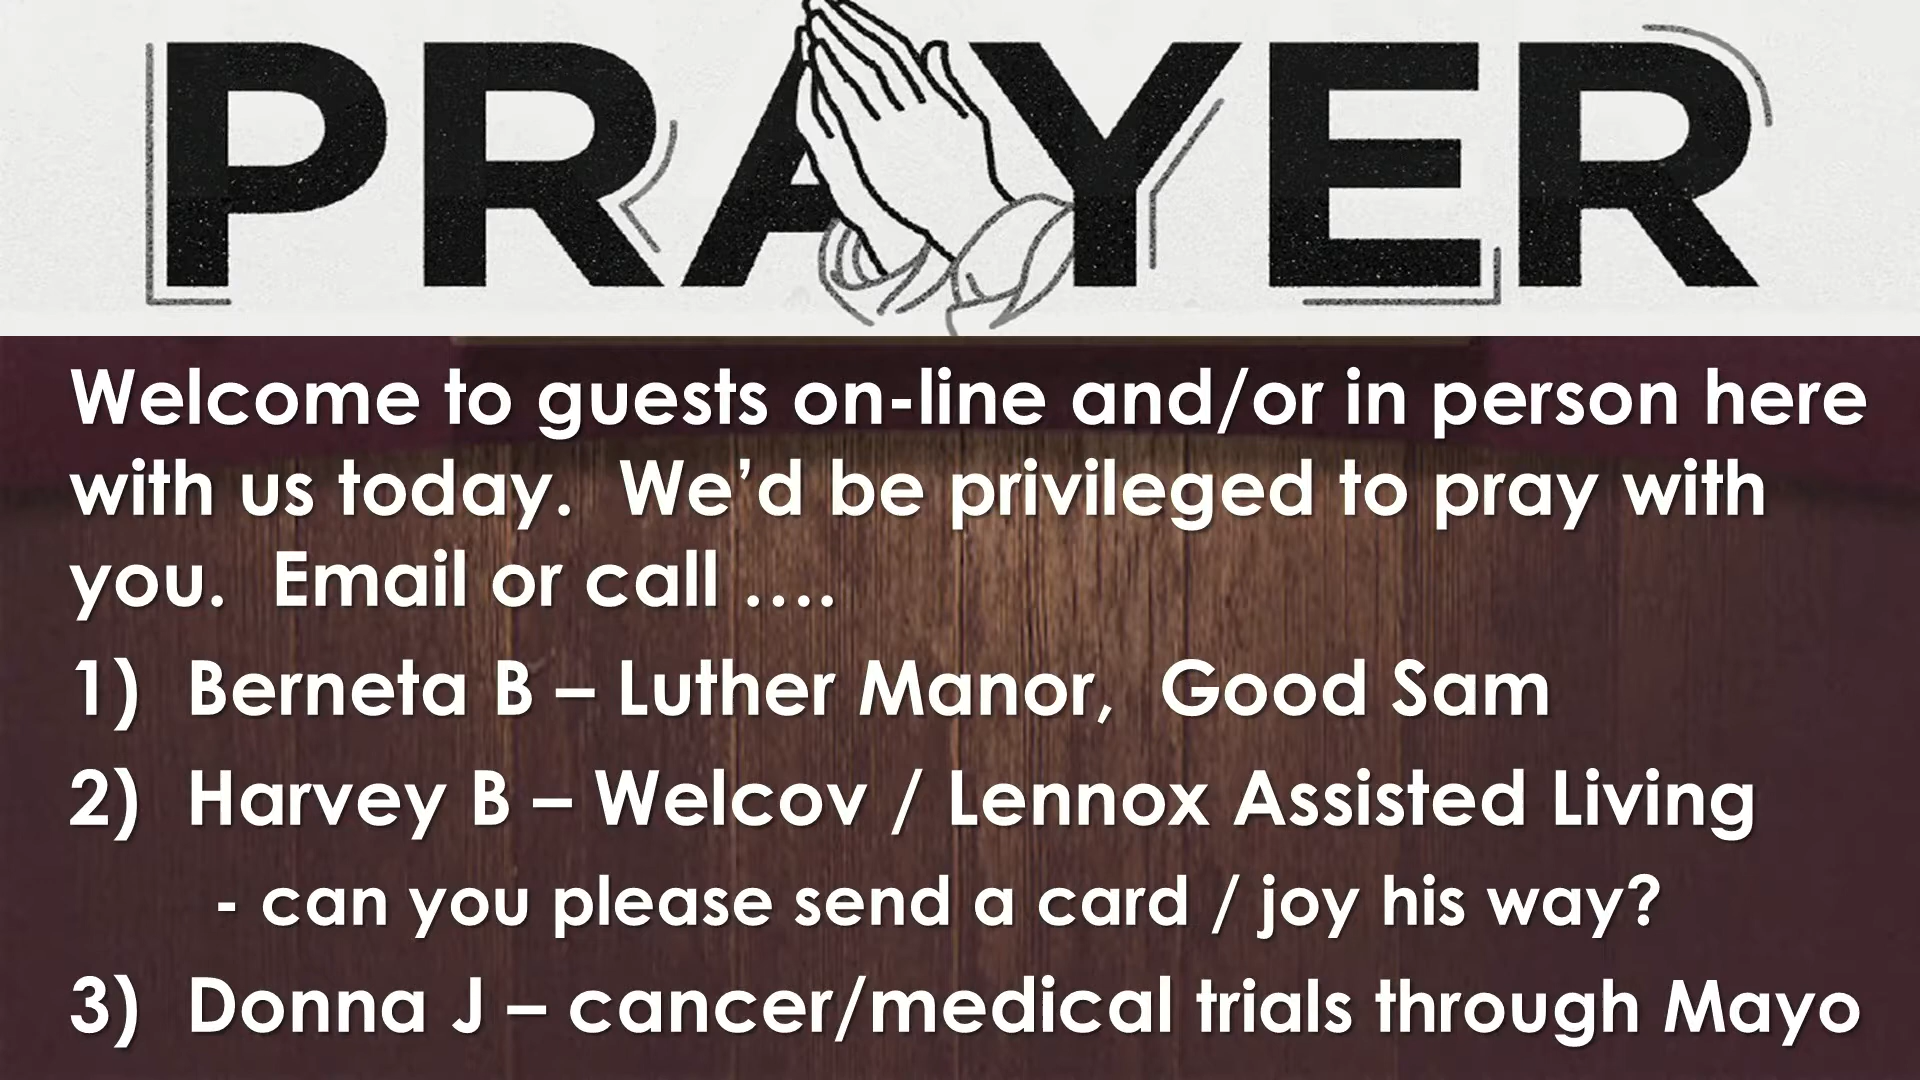 PRAYER
Welcome to guests on-line and/or in person here
with us today.  We’d be privileged to pray with
you.  Email or call ….
1)  Berneta B – Luther Manor,  Good Sam
2)  Harvey B – Welcov / Lennox Assisted Living
- can you please send a card / joy his way?
3)  Donna J – cancer/medical trials through Mayo